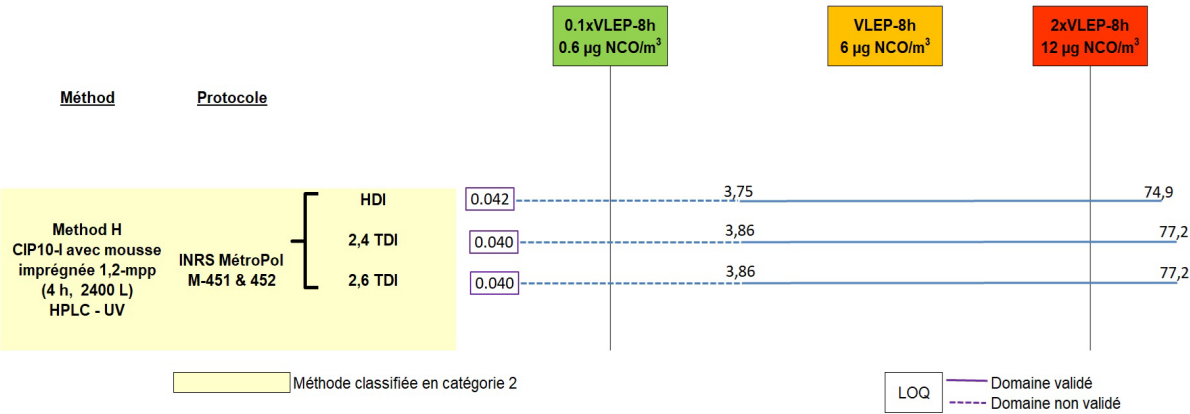 0.1xVLEP-8h
0.6 µg NCO/m³
VLEP-8h
6 µg NCO/m³
2xVLEP-8h
12 µg NCO/m³
Méthod
Protocole
Method H
CIP10-I avec mousse
imprégnée 1,2-mpp
(4 h, 2400 L)
HPLC - UV
INRS MétroPol
M-451 & 452
HDI
0.042
3,75
74,9
2,4 TDI
0.040
3,86
77,2
2,6 TDI
0.040
3,86
77,2
Méthode classifiée en catégorie 2
LOQ
Domaine validé
Domaine non validé